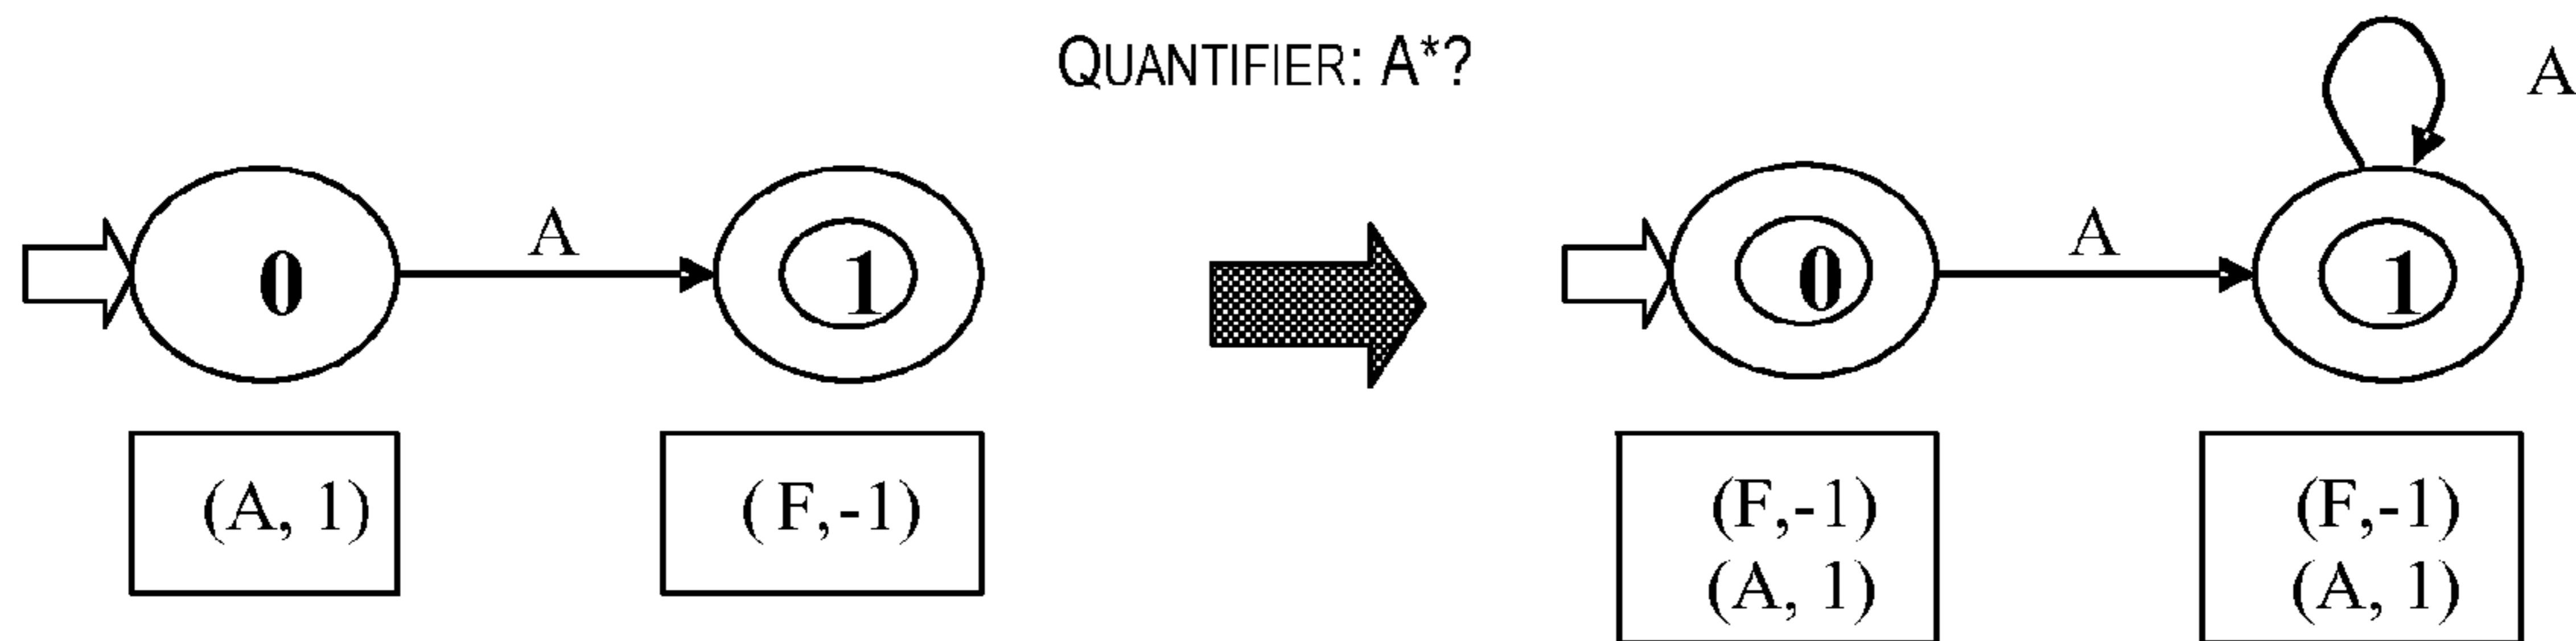 QUANTIFIER: A*?
A
0
A
1
0
A
1
(A, 1)
( F,-1)
(F,-1)
(A, 1)
(F,-1)
(A, 1)